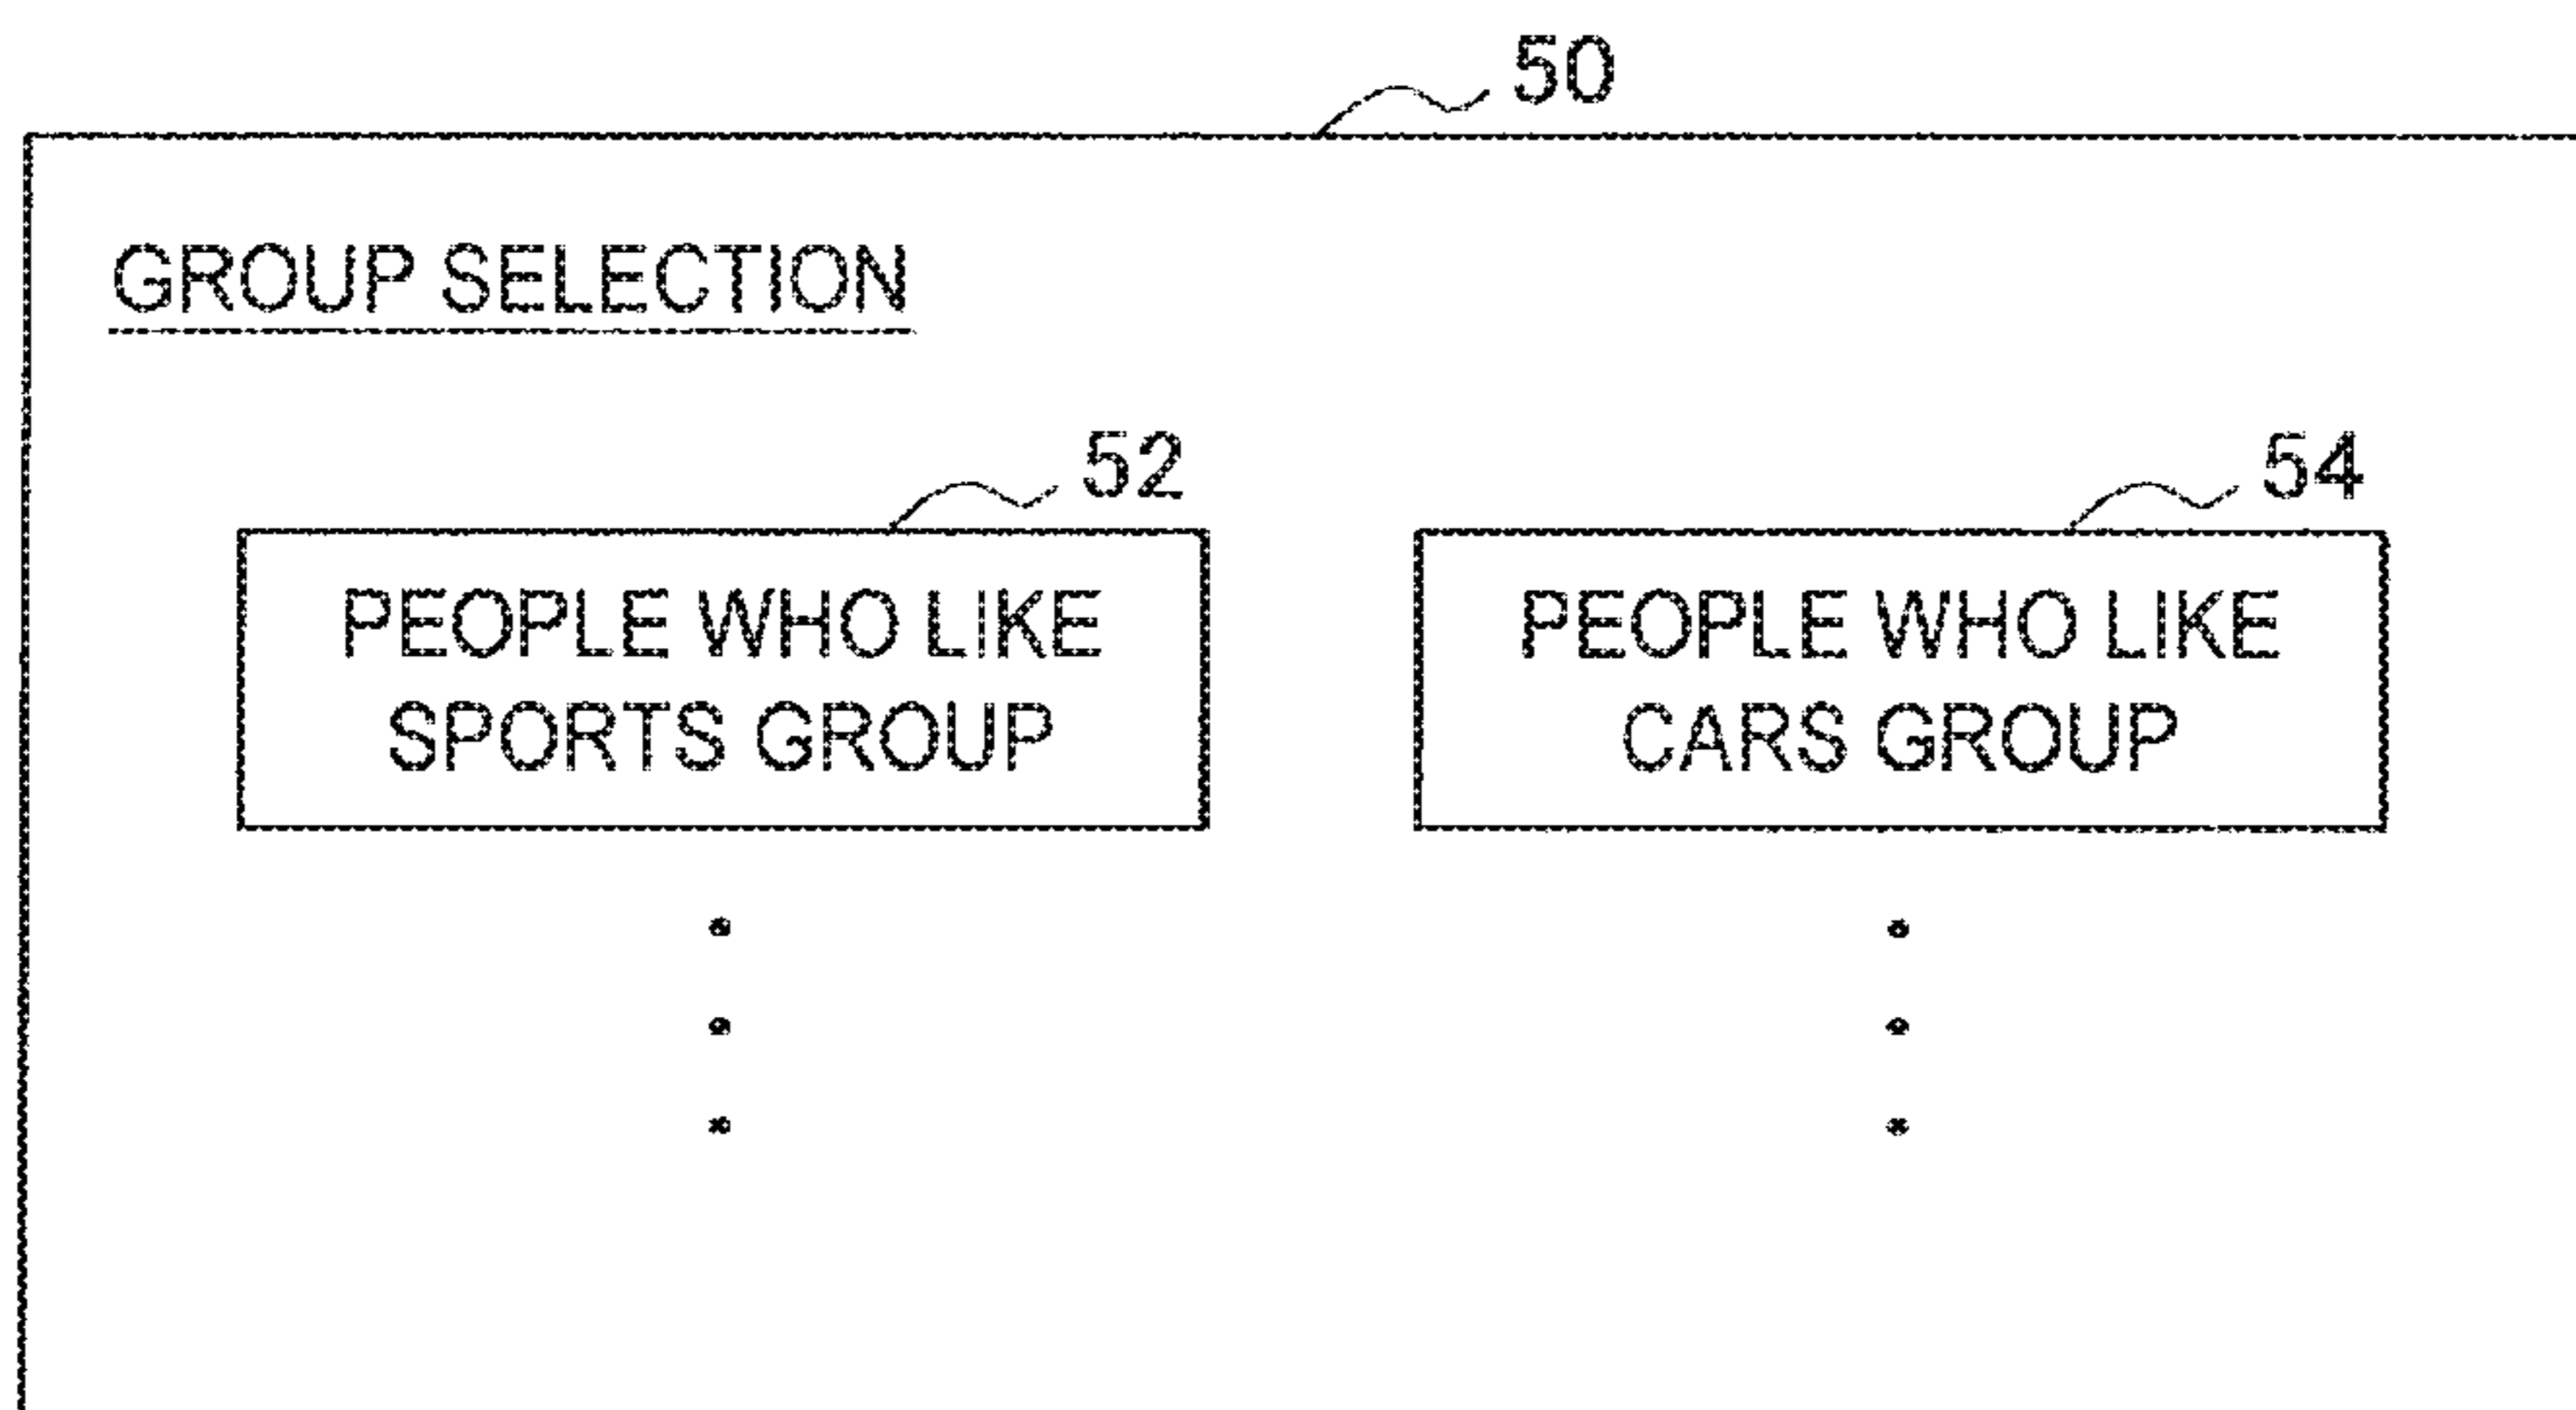 50
GROUP SELECTION
52
54
PEOPLE WHO LIKE
SPORTS GROUP
PEOPLE WHO LIKE
CARS GROUP